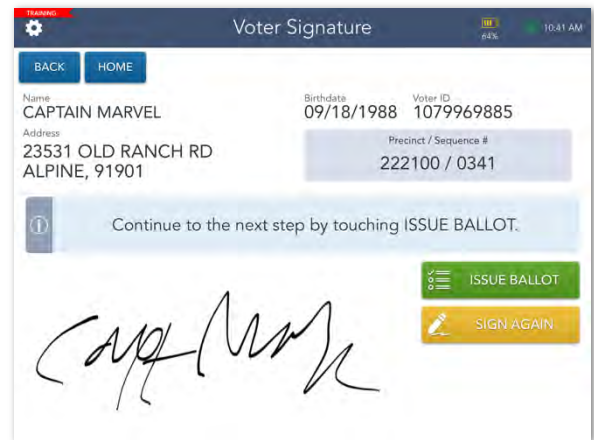 TRAINING
Voter Signature
64%
10:41 AM
BACK HOME
Name
CAPTAIN MARVEL
Birthdate
09/18/1988
Voter ID
1079969885
Address
23531 OLD RANCH RD
ALPINE, 91901
Precinct / Sequence #
222100 / 0341
Continue to the next step by touching ISSUE BALLOT.
ISSUE BALLOT
SIGN AGAIN
Capt Marv